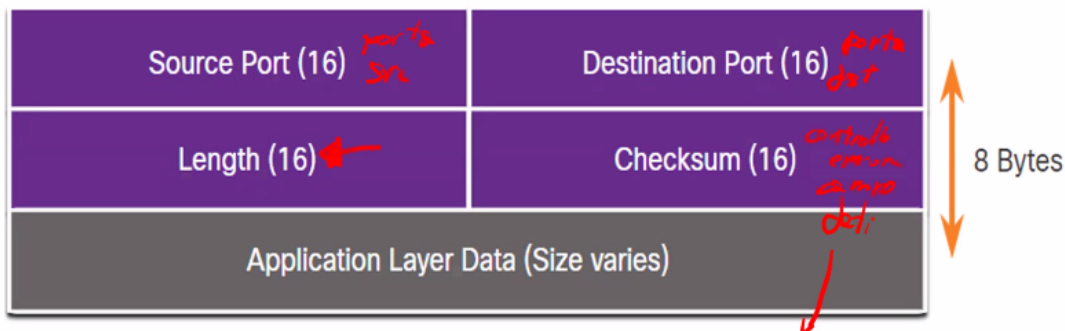 Source Port (16) porta
src
Destination Port (16) porta
dst
Length (16)
Checksum (16) controllo
errore
campo
dati
8 Bytes
Application Layer Data (Size varies)